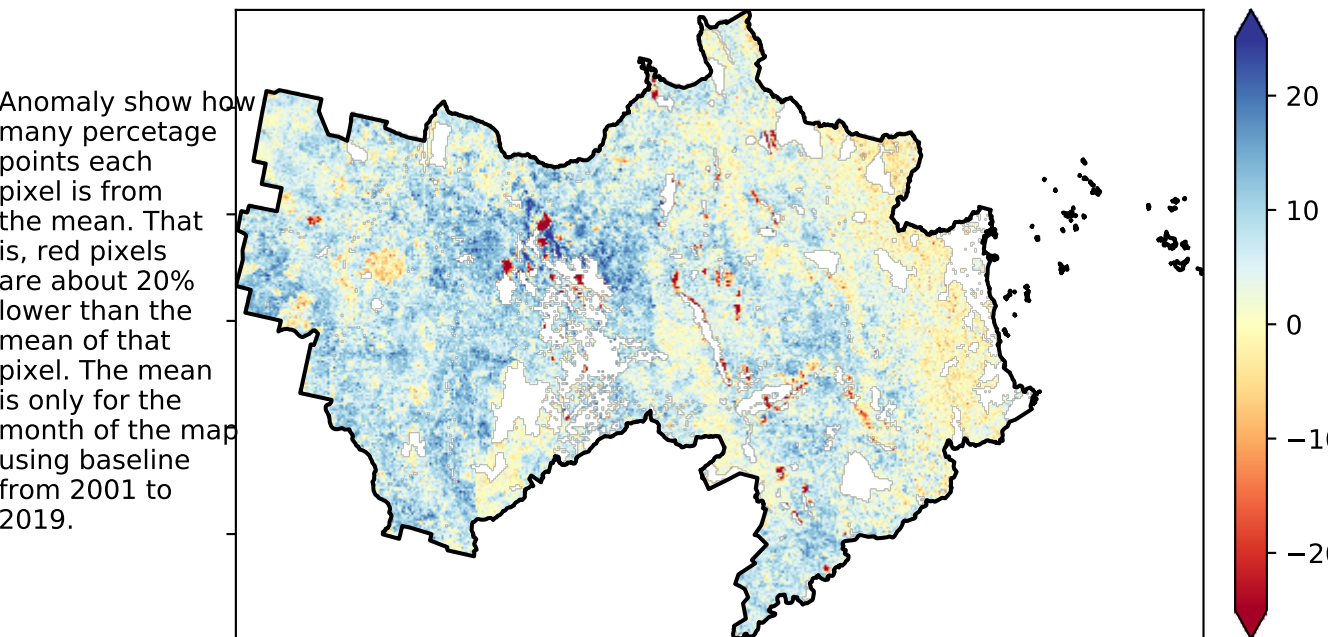 Anomaly show how
many percetage
points each
pixel is from
the mean. That
is, red pixels
are about 20%
lower than the
mean of that
pixel. The mean
is only for the
month of the map
using baseline
from 2001 to
2019.
20
10
0
−10
−20